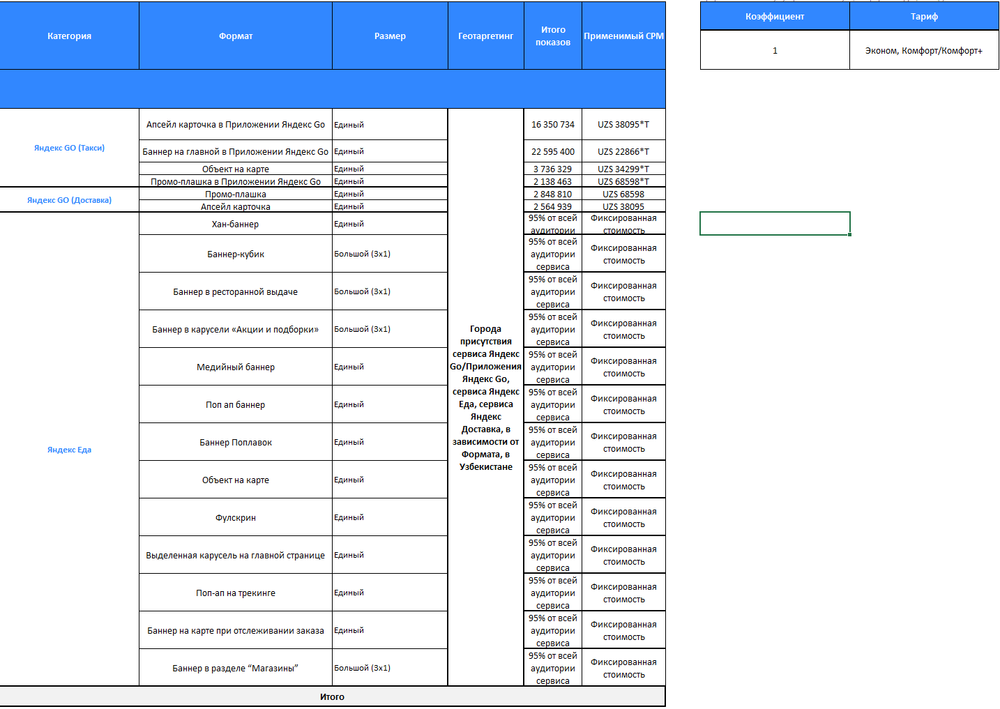 Категория
Формат
Размер
Геотаргетинг
Итого
показов
Применимый CPM
Коэффициент
Тариф
1
Эконом, Комфорт/Комфорт+
Яндекс GO (Такси)
Апсейл карточка в Приложении Яндекс Go
Единый
16 350 734
UZS 38095*T
Баннер на главной в Приложении Яндекс Go
Единый
22 595 400
UZS 22866*T
Объект на карте
Единый
3 736 329
UZS 34299*T
Промо-плашка в Приложении Яндекс Go
Единый
2 138 463
UZS 68598*T
Яндекс GO (Доставка)
Промо-плашка
Единый
2 848 810
UZS 68598
Апсейл карточка
Единый
2 564 939
UZS 38095
Яндекс Еда
Города
присутствия
сервиса Яндекс
Go/Приложения
Яндекс Go,
сервиса Яндекс
Еда, сервиса
Яндекс
Доставка, в
зависимости от
Формата, в
Узбекистане
Хан-баннер
Единый
95% от всей
аудитории
Фиксированная
стоимость
Баннер-кубик
Большой (3х1)
95% от всей
аудитории
сервиса
Фиксированная
стоимость
Баннер в ресторанной выдаче
Большой (3х1)
95% от всей
аудитории
сервиса
Фиксированная
стоимость
Баннер в карусели «Акции и подборки»
Большой (3х1)
95% от всей
аудитории
сервиса
Фиксированная
стоимость
Медийный баннер
Единый
95% от всей
аудитории
сервиса
Фиксированная
стоимость
Поп ап баннер
Единый
95% от всей
аудитории
сервиса
Фиксированная
стоимость
Баннер Поплавок
Единый
95% от всей
аудитории
сервиса
Фиксированная
стоимость
Объект на карте
Единый
95% от всей
аудитории
сервиса
Фиксированная
стоимость
Фулскрин
Единый
95% от всей
аудитории
сервиса
Фиксированная
стоимость
Выделенная карусель на главной странице
Единый
95% от всей
аудитории
сервиса
Фиксированная
стоимость
Поп-ап на трекинге
Единый
95% от всей
аудитории
сервиса
Фиксированная
стоимость
Баннер на карте при отслеживании заказа
Единый
95% от всей
аудитории
сервиса
Фиксированная
стоимость
Баннер в разделе “Магазины”
Большой (3х1)
95% от всей
аудитории
сервиса
Фиксированная
стоимость
Итого